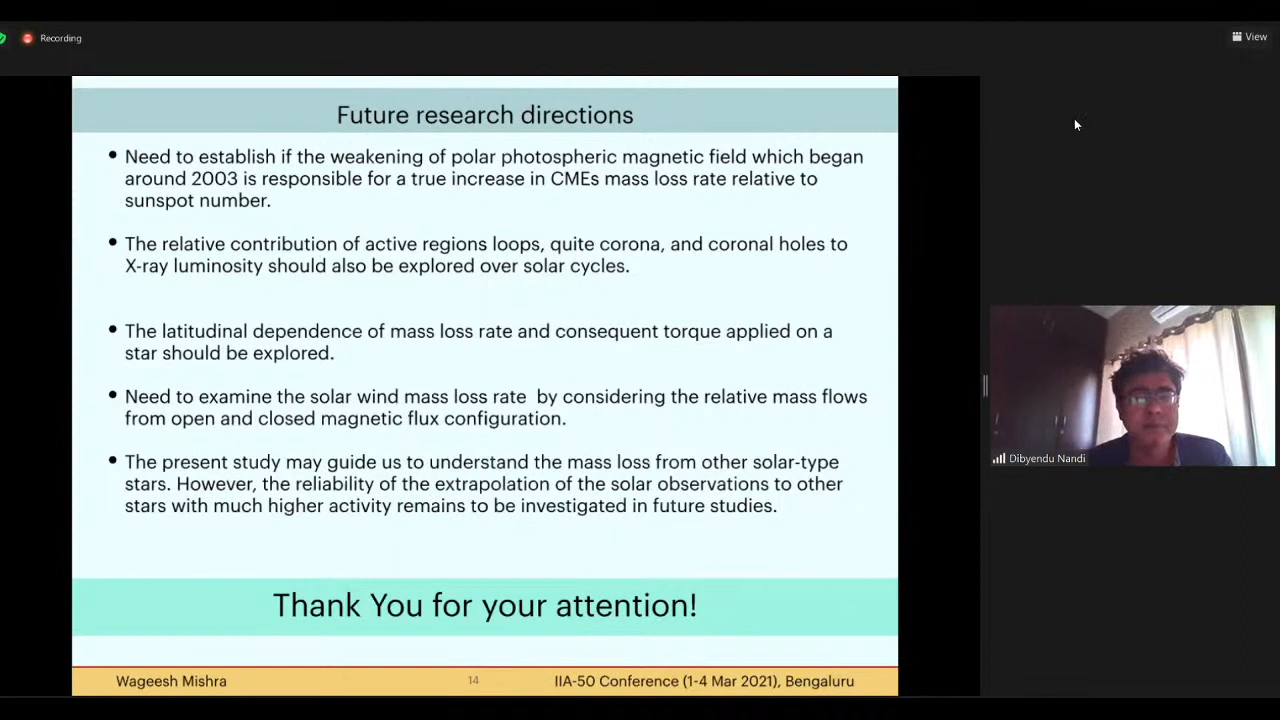 Recording
View
Future research directions
• Need to establish if the weakening of polar photospheric magnetic field which began
around 2003 is responsible for a true increase in CMEs mass loss rate relative to
sunspot number.
• The relative contribution of active regions loops, quite corona, and coronal holes to
X-ray luminosity should also be explored over solar cycles.
• The latitudinal dependence of mass loss rate and consequent torque applied on a
star should be explored.
• Need to examine the solar wind mass loss rate by considering the relative mass flows
from open and closed magnetic flux configuration.
• The present study may guide us to understand the mass loss from other solar-type
stars. However, the reliability of the extrapolation of the solar observations to other
stars with much higher activity remains to be investigated in future studies.
Dibyendu Nandi
Thank You for your attention!
Wageesh Mishra 14 IIA-50 Conference (1-4 Mar 2021), Bengaluru